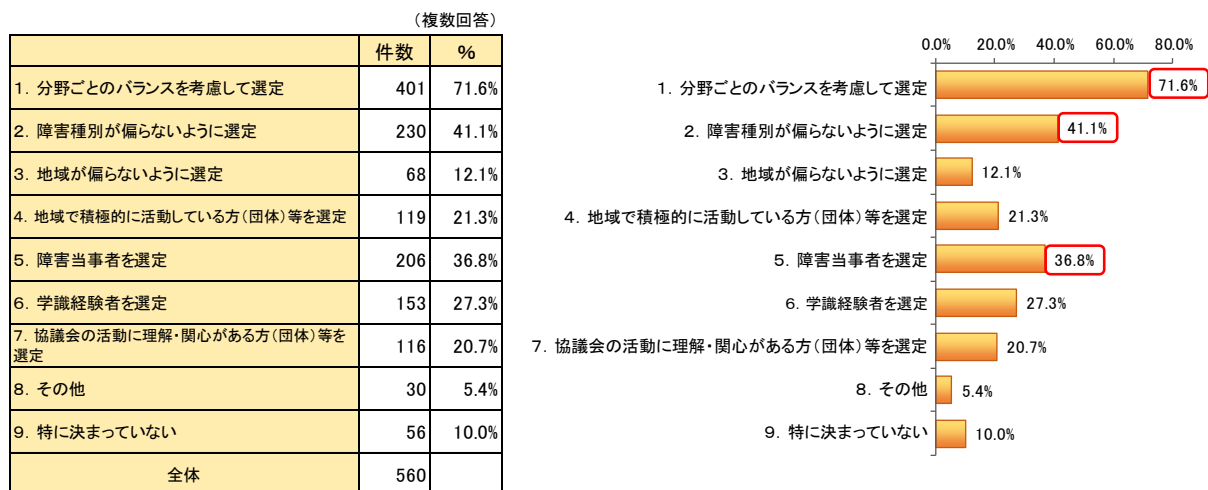 （複数回答）
件数 %
1．分野ごとのバランスを考慮して選定 401 71.6%
2．障害種別が偏らないように選定 230 41.1%
3．地域が偏らないように選定 68 12.1%
4．地域で積極的に活動している方（団体）等を選定 119 21.3%
5．障害当事者を選定 206 36.8%
6．学識経験者を選定 153 27.3%
7．協議会の活動に理解・関心がある方（団体）等を
選定 116 20.7%
8．その他 30 5.4%
9．特に決まっていない 56 10.0%
全体 560
0.0% 20.0% 40.0% 60.0% 80.0%
1．分野ごとのバランスを考慮して選定 71.6%
2．障害種別が偏らないように選定 41.1%
3．地域が偏らないように選定 12.1%
4．地域で積極的に活動している方（団体）等を選定 21.3%
5．障害当事者を選定 36.8%
6．学識経験者を選定 27.3%
7．協議会の活動に理解・関心がある方（団体）等を選定 20.7%
8．その他 5.4%
9．特に決まっていない 10.0%